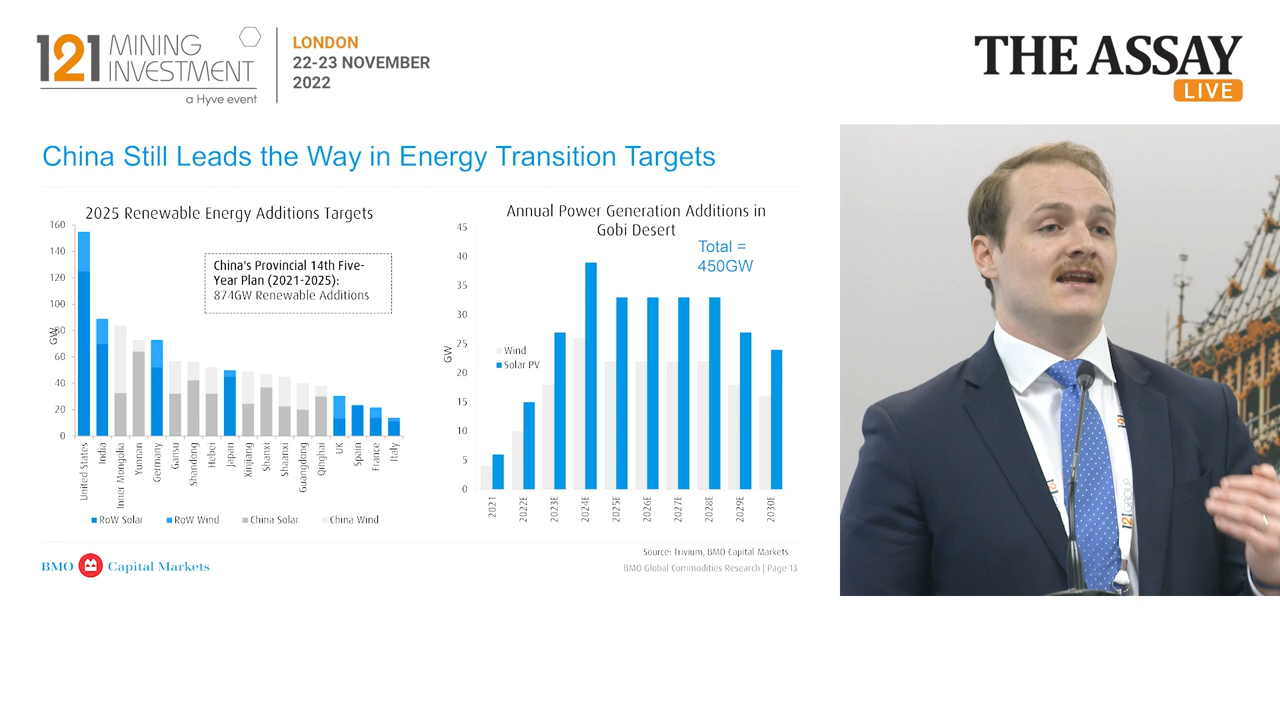 121 MINING
INVESTMENT
a Hyve event
LONDON
22-23 NOVEMBER
2022
THE ASSAY
LIVE
China Still Leads the Way in Energy Transition Targets
2025 Renewable Energy Additions Targets
160
140
120
100
80
60
40
20
0
GW
China's Provincial 14th Five-
Year Plan (2021-2025):
874GW Renewable Additions
United States
India
Inner Mongolia
Yunnan
Germany
Gansu
Shandong
Hebei
Japan
Xinjiang
Shanxi
Shaanxi
Guangdong
Qinghai
UK
Spain
France
Italy
RoW Solar
RoW Wind
China Solar
China Wind
Annual Power Generation Additions in
Gobi Desert
Total =
450GW
45
40
35
30
25
20
15
10
5
0
GW
Wind
Solar PV
2021
2022E
2023E
2024E
2025E
2026E
2027E
2028E
2029E
2030E
BMO Capital Markets
Source: Trivium, BMO Capital Markets
BMO Global Commodities Research | Page 13
121
121
121 GROUP